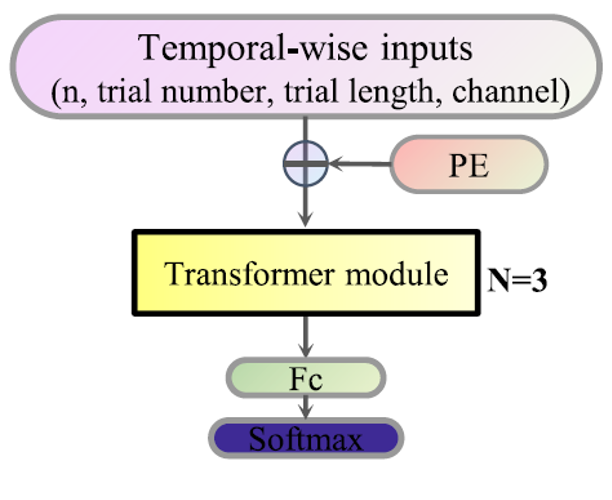 Temporal-wise inputs
(n, trial number, trial length, channel)
PE
Transformer module
N=3
Fc
Softmax